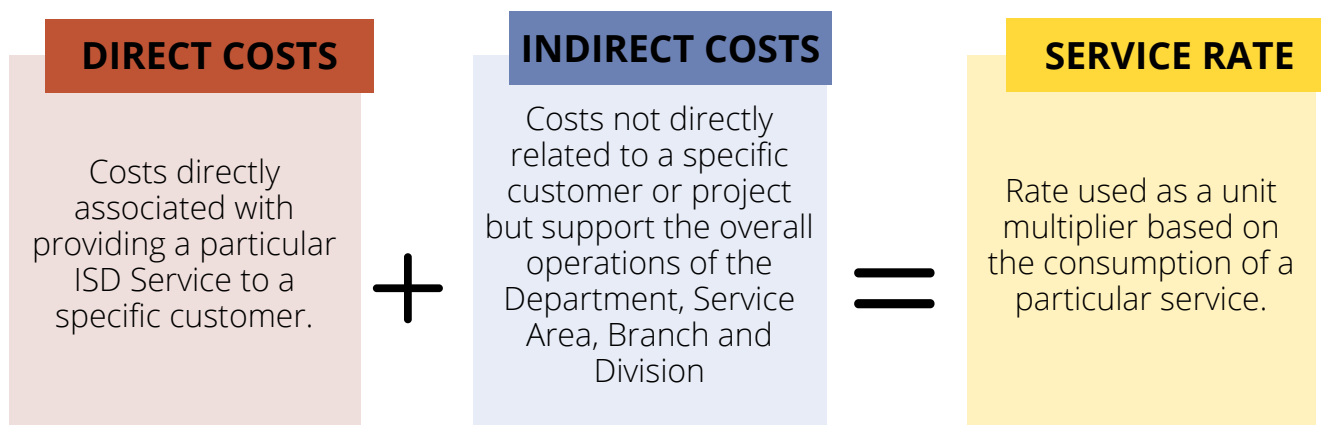 DIRECT COSTS
Costs directly
associated with
providing a particular
ISD Service to a
specific customer.
+
INDIRECT COSTS
Costs not directly
related to a specific
customer or project
but support the overall
operations of the
Department, Service
Area, Branch and
Division
=
SERVICE RATE
Rate used as a unit
multiplier based on
the consumption of a
particular service.